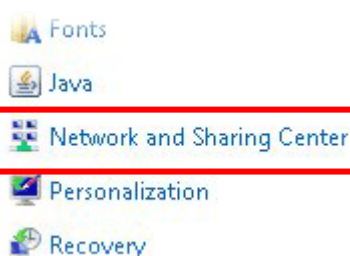 Fonts
Java
Network and Sharing Center
Personalization
Recovery